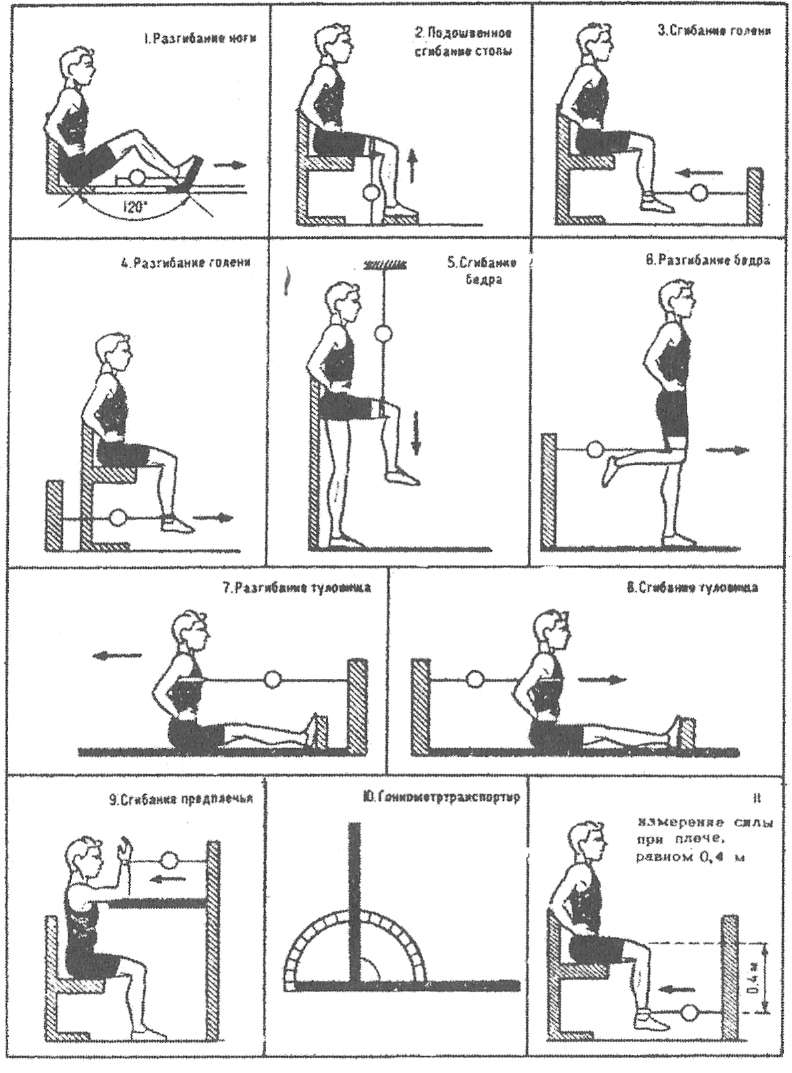 1. Разгибание ноги
120°
2. Подошвенное
сгибание стопы
3. Сгибание голени
4. Разгибание голени
5. Сгибание
бедра
6. Разгибание бедра
7. Разгибание туловища
8. Сгибание туловища
9. Сгибание предплечья
10. Гониометртранспортир
11
измерение силы
при плече,
равном 0,4 м
0.4 м